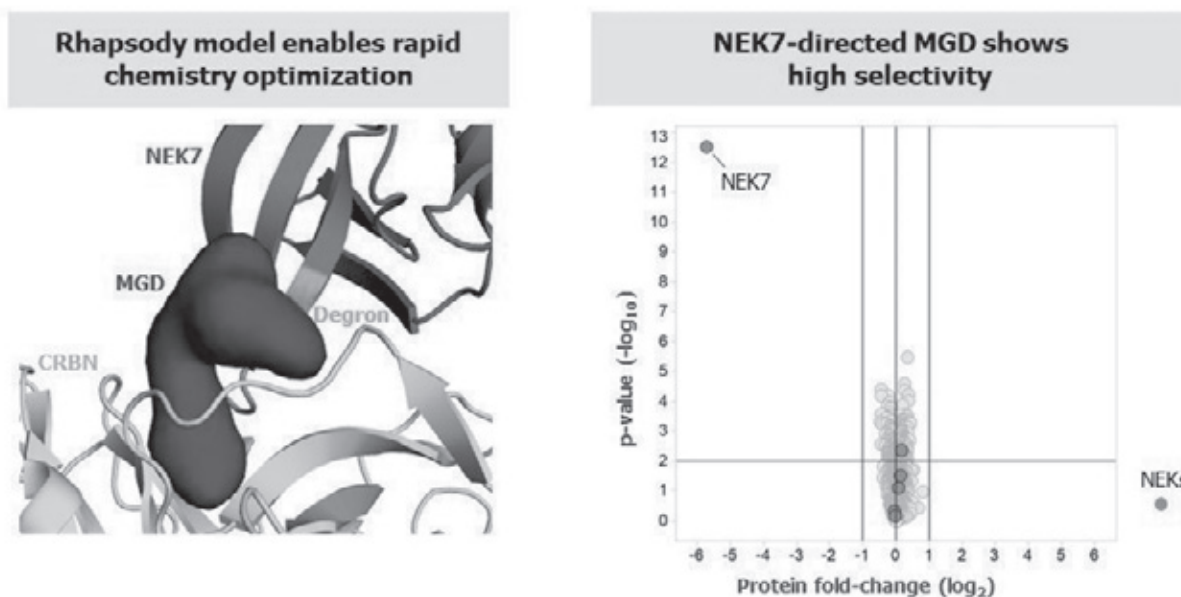 Rhapsody model enables rapid
chemistry optimization
NEK7
MGD
Degron
CRBN
NEK7-directed MGD shows
high selectivity
p-value (-log₁₀)
13
12
11
10
9
8
7
6
5
4
3
2
1
0
NEK7
NEKs
-6 -5 -4 -3 -2 -1 0 1 2 3 4 5 6
Protein fold-change (log₂)